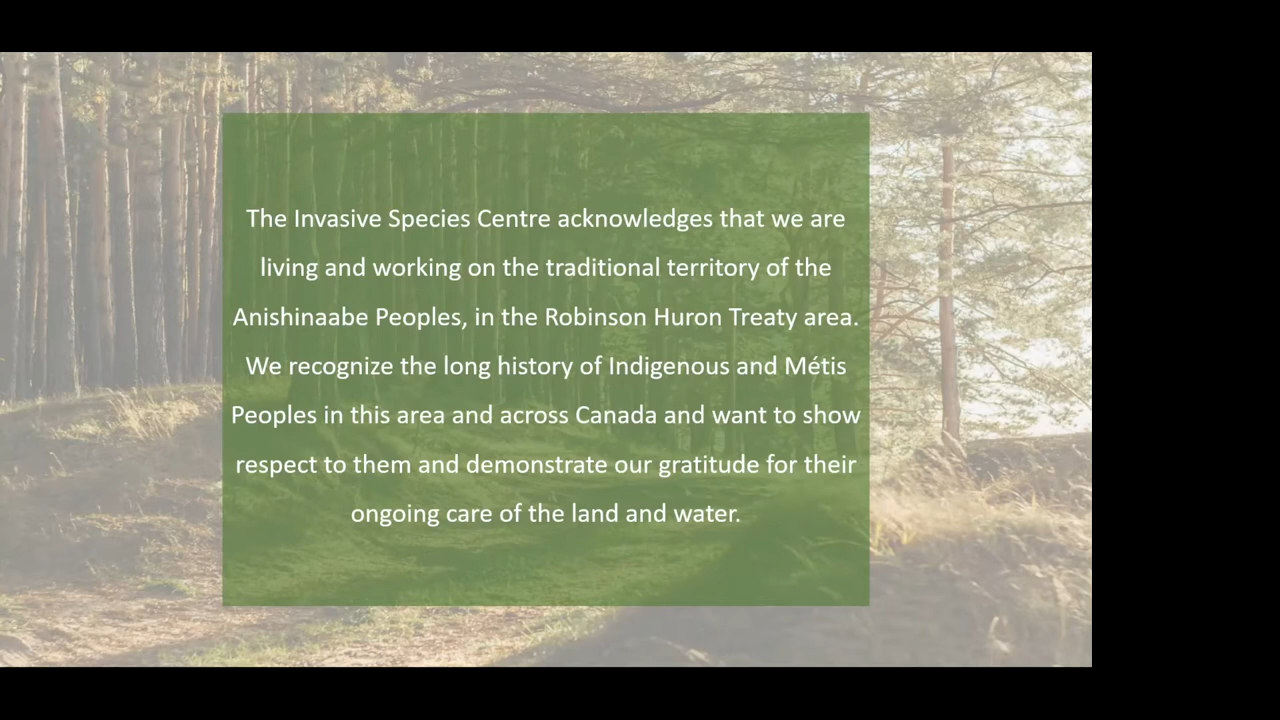 The Invasive Species Centre acknowledges that we are
living and working on the traditional territory of the
Anishinaabe Peoples, in the Robinson Huron Treaty area.
We recognize the long history of Indigenous and Métis
Peoples in this area and across Canada and want to show
respect to them and demonstrate our gratitude for their
ongoing care of the land and water.